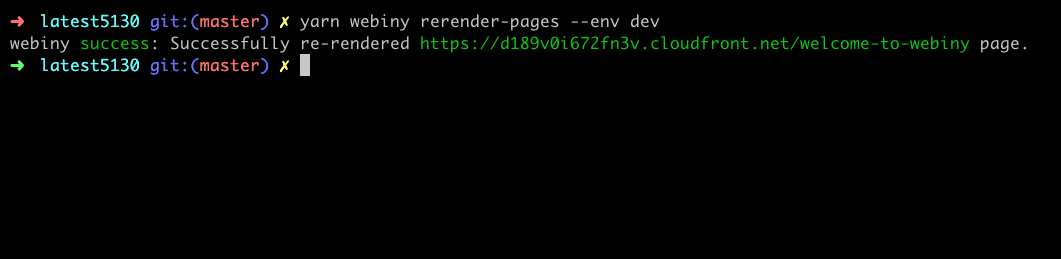 ➜ latest5130 git:(master) ✗ yarn webiny rerender-pages --env dev
webiny success: Successfully re-rendered https://d189v0i672fn3v.cloudfront.net/welcome-to-webiny page.
➜ latest5130 git:(master) ✗